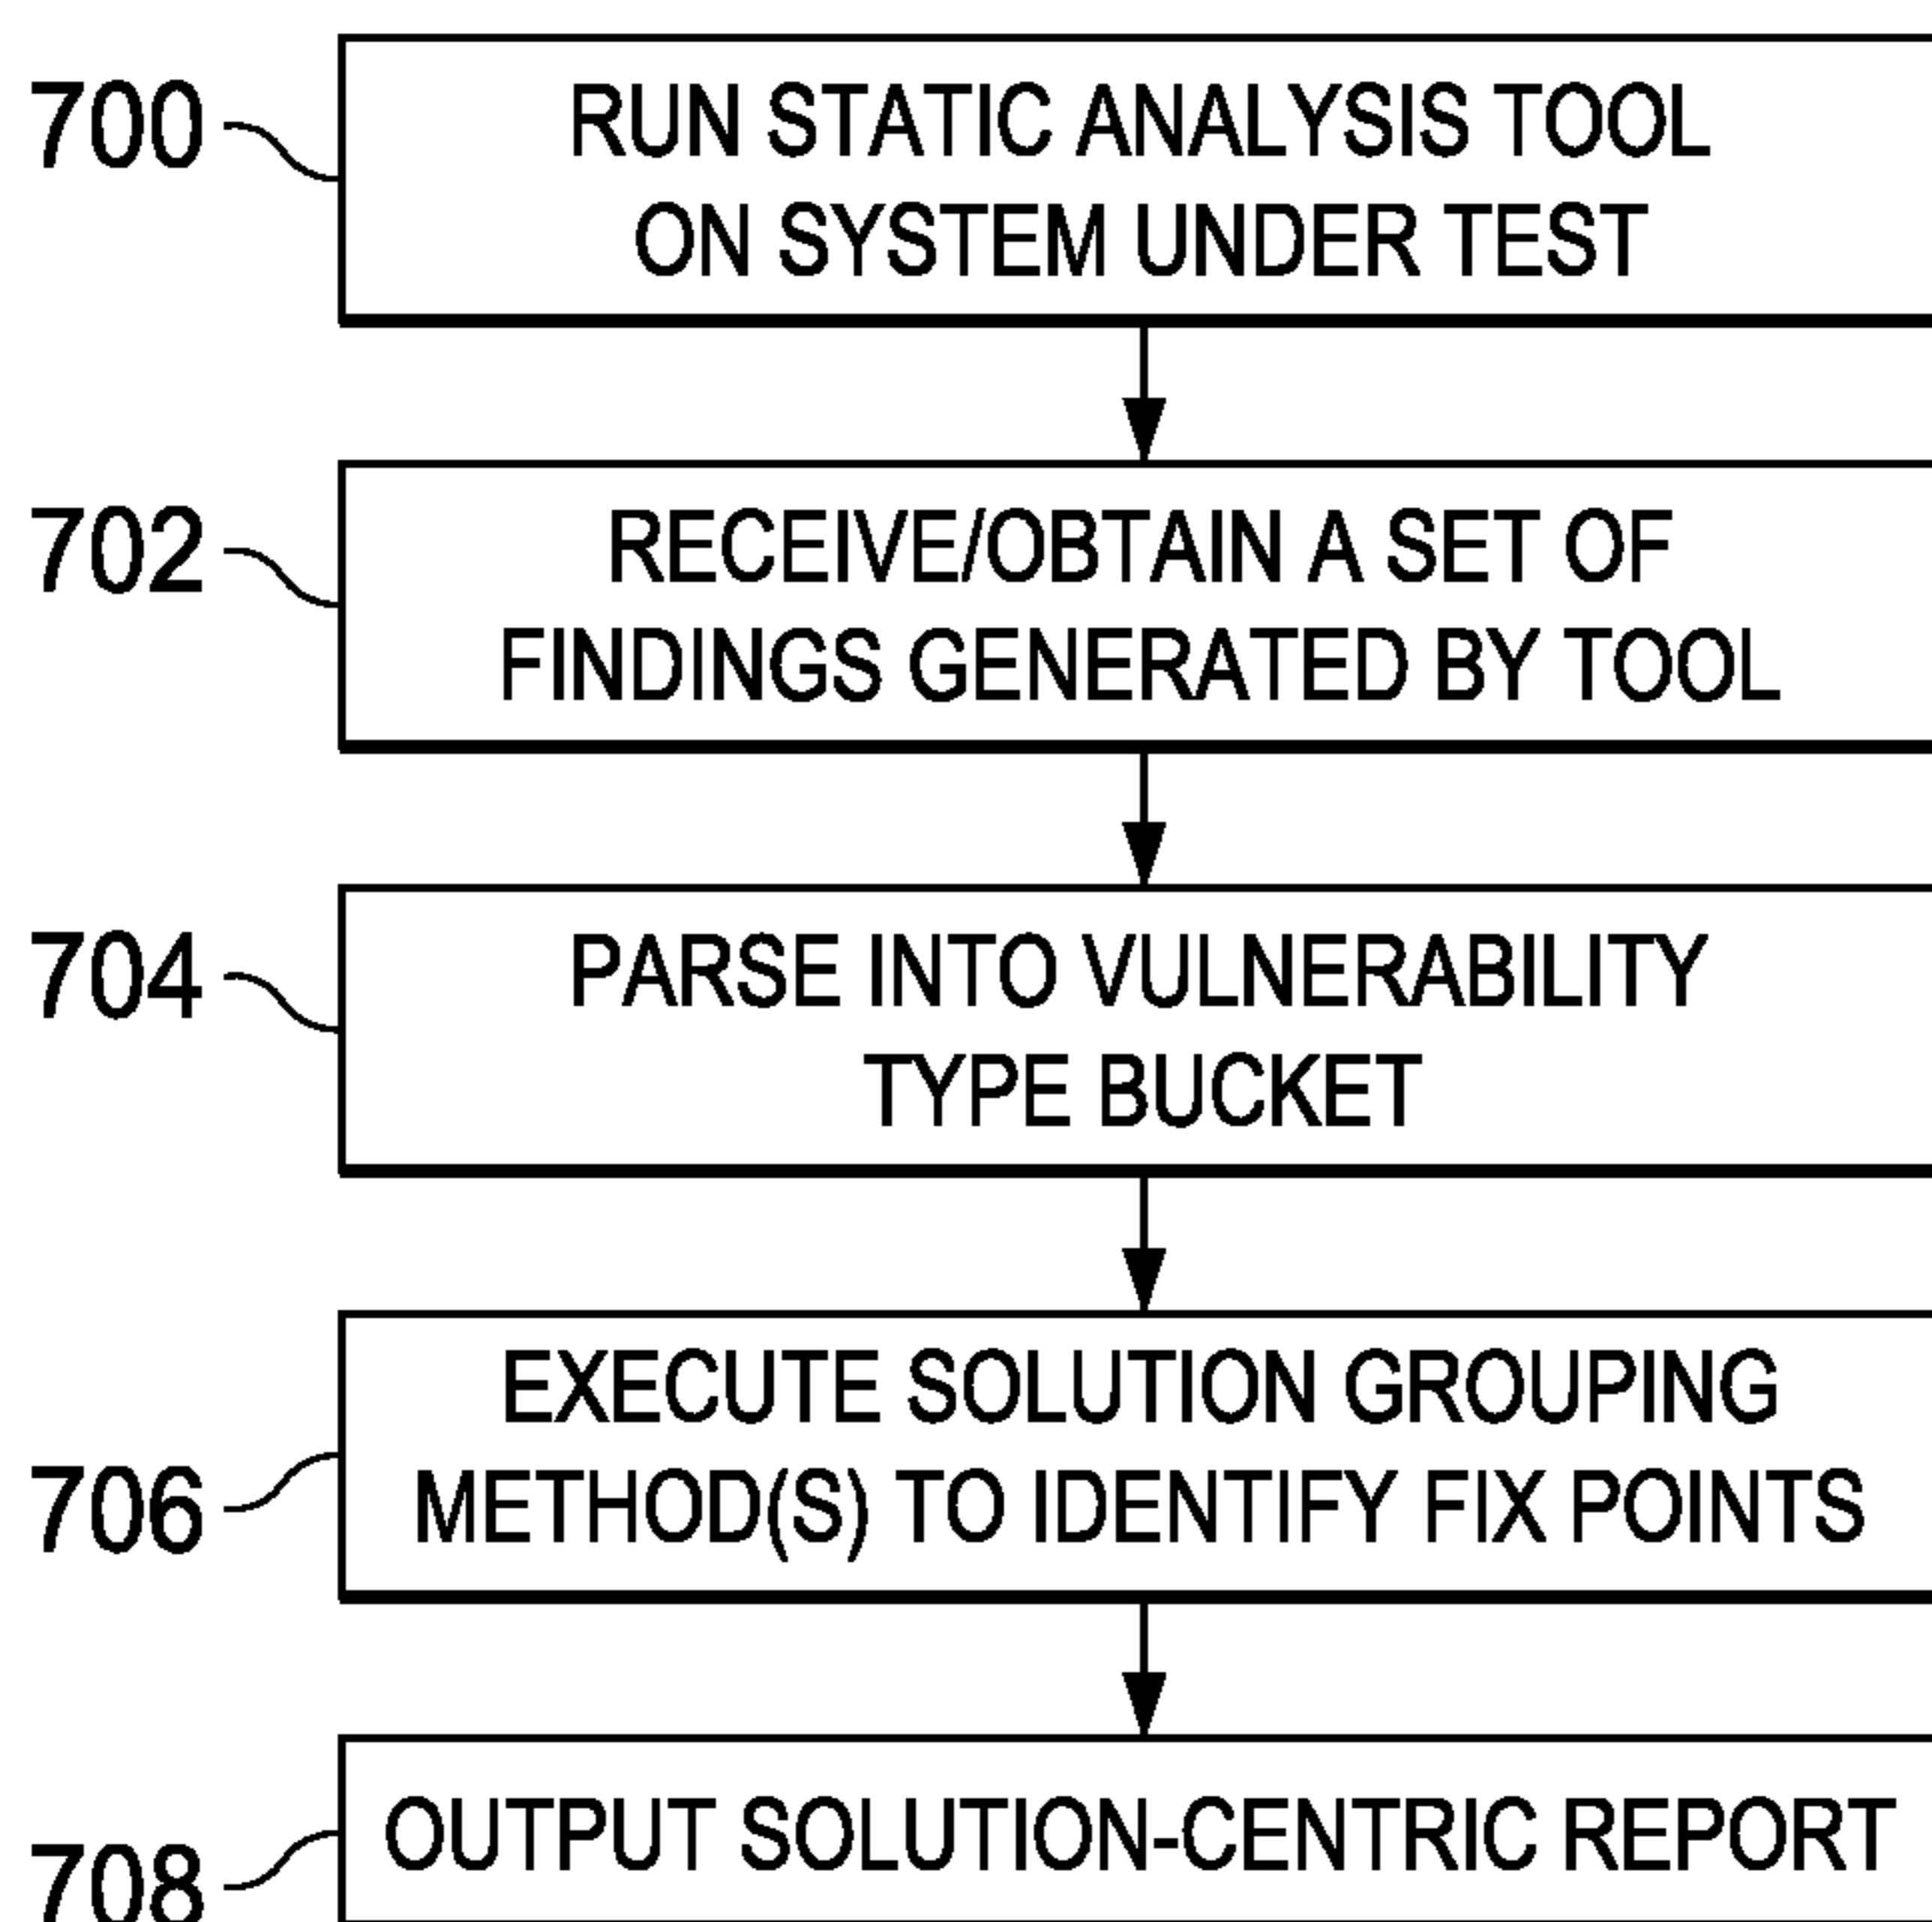 700
RUN STATIC ANALYSIS TOOL
ON SYSTEM UNDER TEST
702
RECEIVE/OBTAIN A SET OF
FINDINGS GENERATED BY TOOL
704
PARSE INTO VULNERABILITY
TYPE BUCKET
706
EXECUTE SOLUTION GROUPING
METHOD(S) TO IDENTIFY FIX POINTS
708
OUTPUT SOLUTION-CENTRIC REPORT